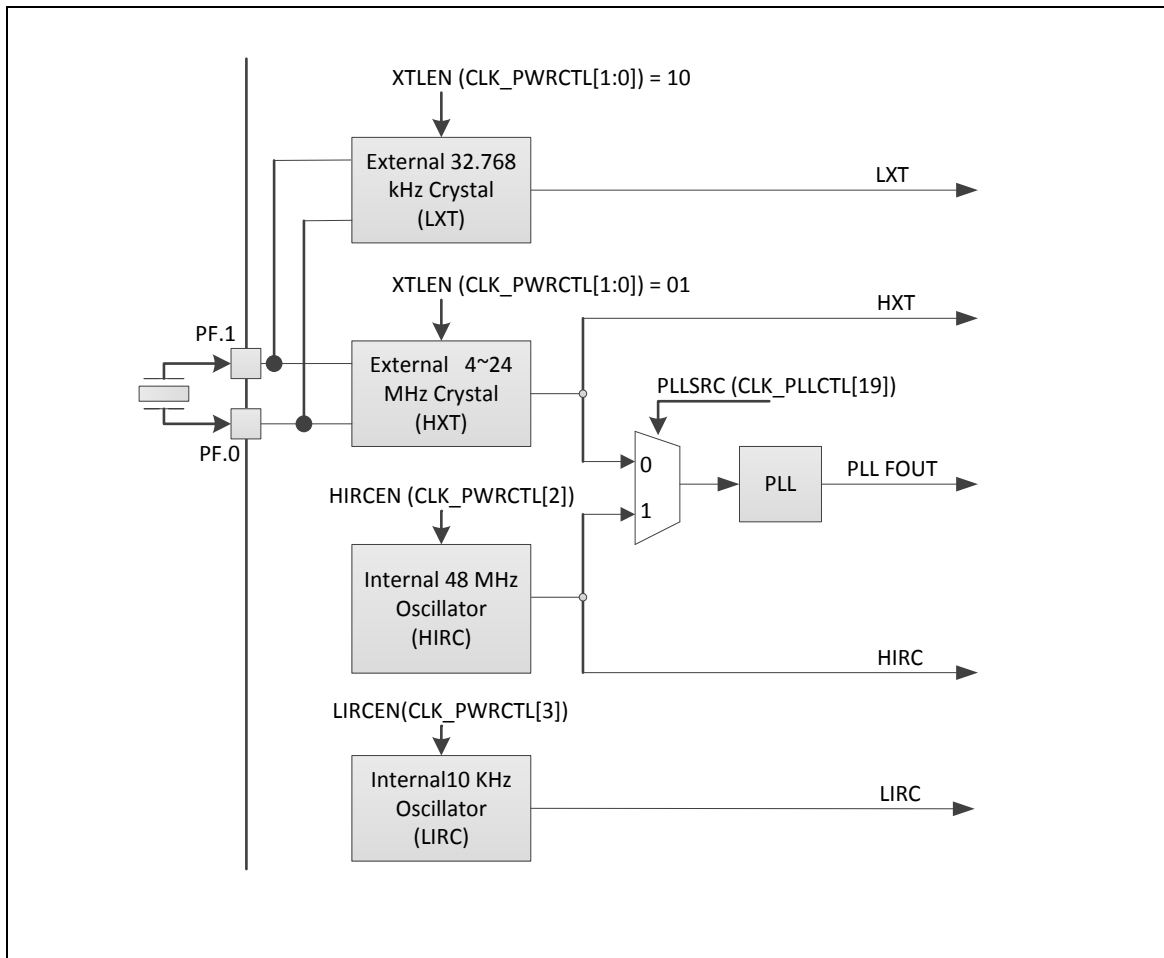 XTLEN (CLK_PWRCTL[1:0]) = 10
External 32.768
kHz Crystal
(LXT)
LXT
XTLEN (CLK_PWRCTL[1:0]) = 01
HXT
PF.1
External 4~24
MHz Crystal
(HXT)
PLLSRC (CLK_PLLCTL[19])
PF.0
0
PLL
PLL FOUT
HIRCEN (CLK_PWRCTL[2])
1
Internal 48 MHz
Oscillator
(HIRC)
HIRC
LIRCEN(CLK_PWRCTL[3])
Internal10 KHz
Oscillator
(LIRC)
LIRC